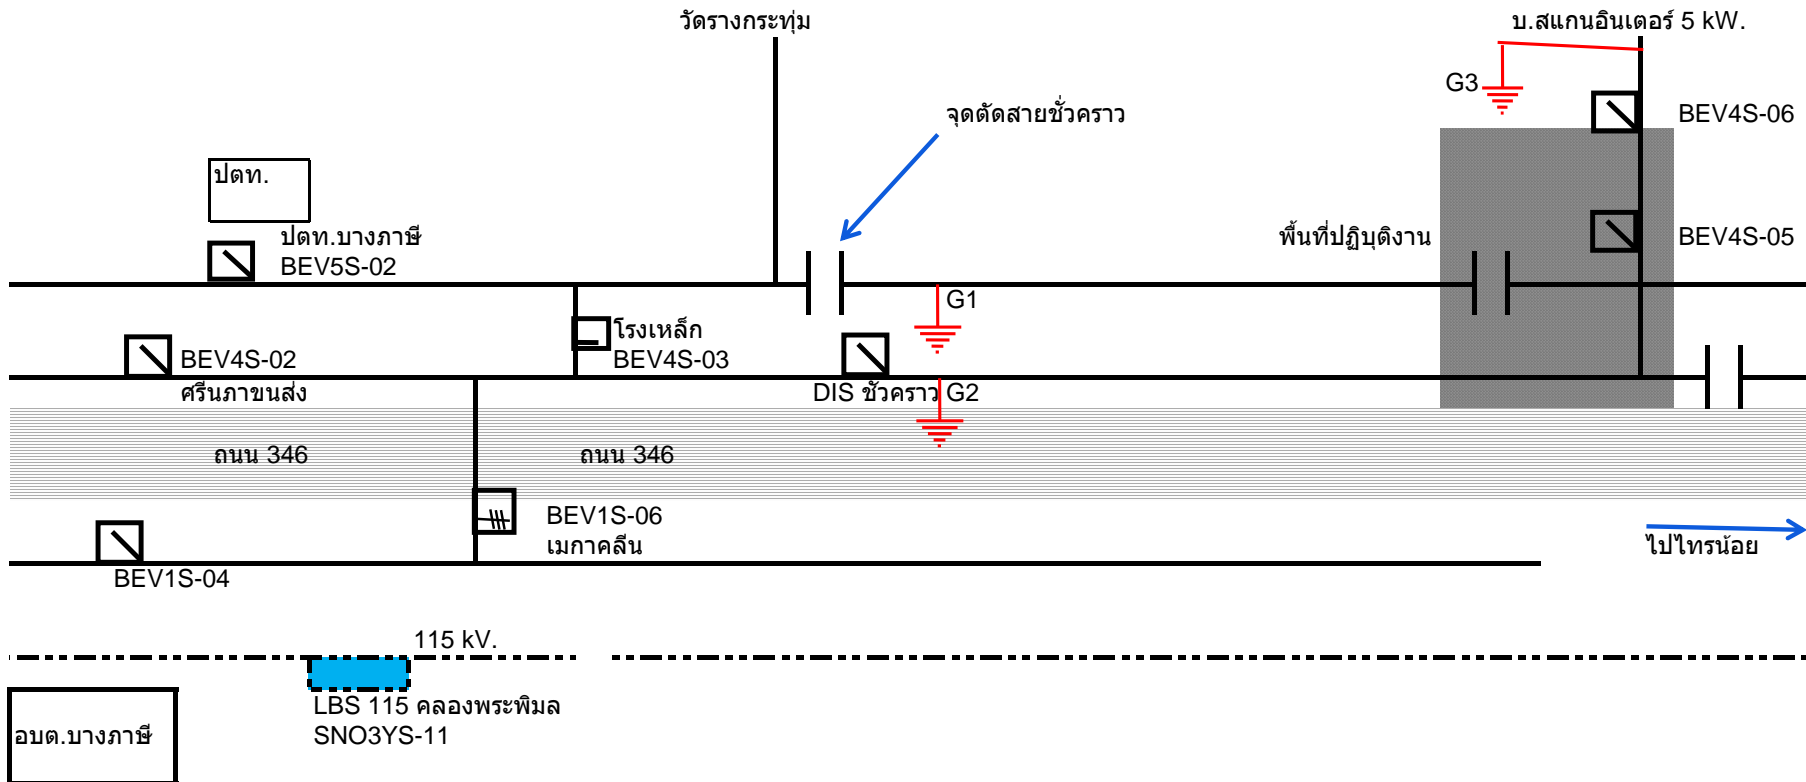 วัดรางกระทุ่ม
บ.สแกนอินเตอร์ 5 kW.
G3
จุดตัดสายชั่วคราว
BEV4S-06
ปตท.
ปตท.บางภาษี
BEV5S-02
พื้นที่ปฏิบุติงาน
BEV4S-05
G1
โรงเหล็ก
BEV4S-03
BEV4S-02
ศรีนภาขนส่ง
DIS ชั่วคราว G2
ถนน 346
ถนน 346
BEV1S-06
เมกาคลีน
BEV1S-04
ไปไทรน้อย
115 kV.
LBS 115 คลองพระพิมล
SNO3YS-11
อบต.บางภาษี